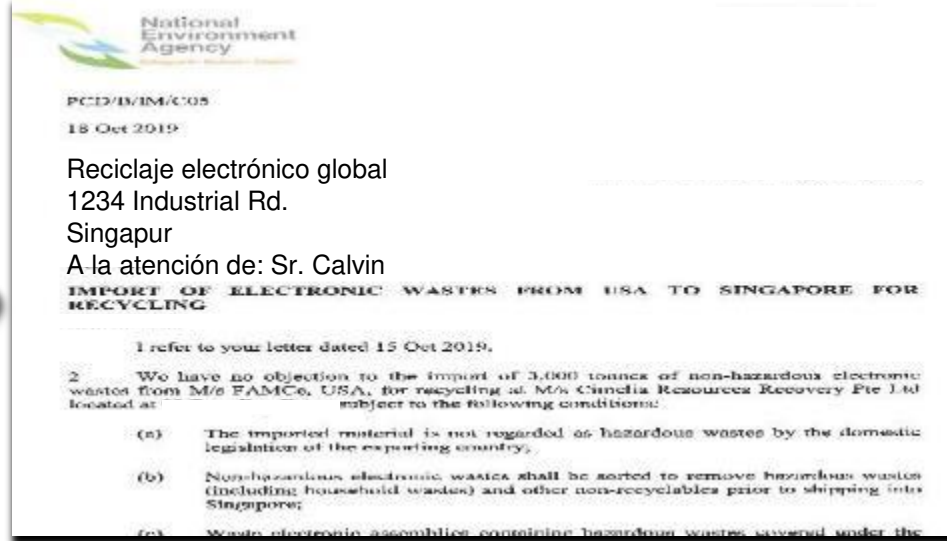 National
Environment
Agency
PCD/B/IM/C05
18 Oct 2019
Reciclaje electrónico global
1234 Industrial Rd.
Singapur
A la atención de: Sr. Calvin
IMPORT OF ELECTRONIC WASTES FROM USA TO SINGAPORE FOR
RECYCLING
I refer to your letter dated 15 Oct 2019.
2 We have no objection to the import of 3,000 tonnes of non-hazardous electronic
wastes from M/s FAMCe, USA, for recycling at M/s Cimelia Resources Recovery Pte Ltd
located at subject to the following conditions:
(a) The imported material is not regarded as hazardous wastes by the domestic
legislation of the exporting country;
(b) Non-hazardous electronic wastes shall be sorted to remove hazardous wastes
(including household wastes) and other non-recyclables prior to shipping into
Singapore;
(c) Waste electronic assemblies containing hazardous wastes covered under the